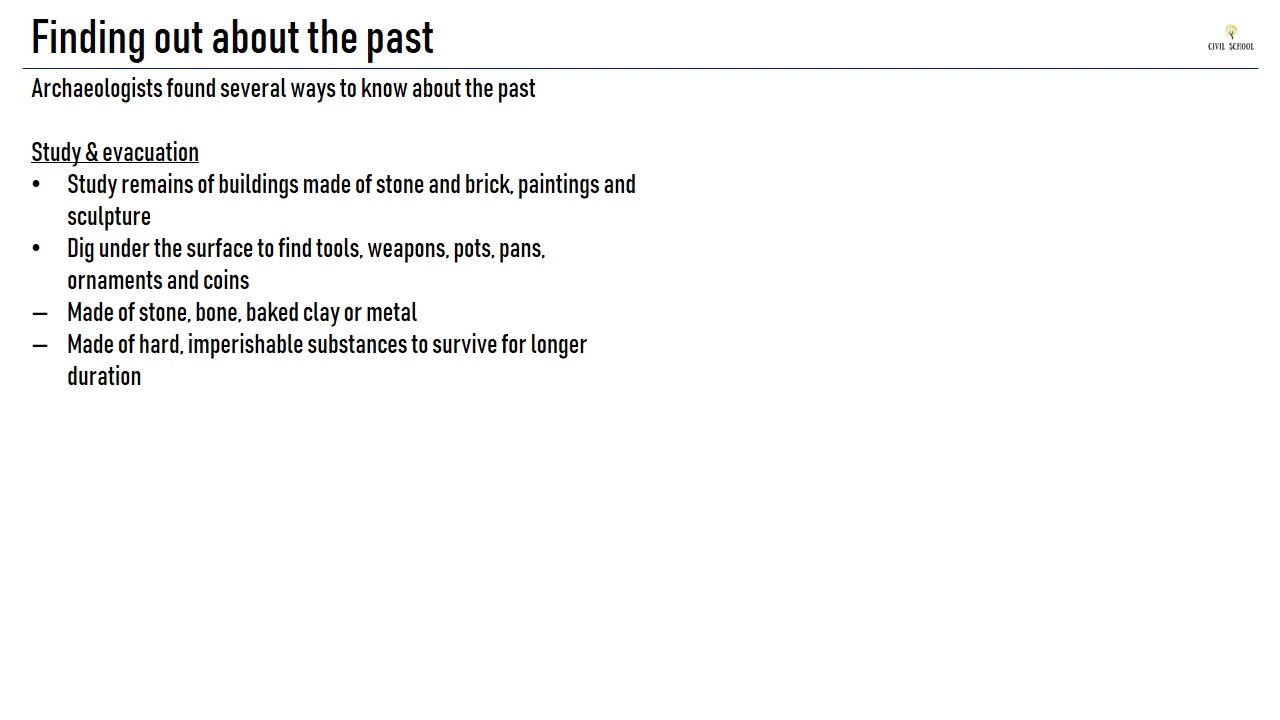 Finding out about the past
CIVIL SCHOOL
Archaeologists found several ways to know about the past
Study & evacuation
• Study remains of buildings made of stone and brick, paintings and
sculpture
• Dig under the surface to find tools, weapons, pots, pans,
ornaments and coins
– Made of stone, bone, baked clay or metal
– Made of hard, imperishable substances to survive for longer
duration